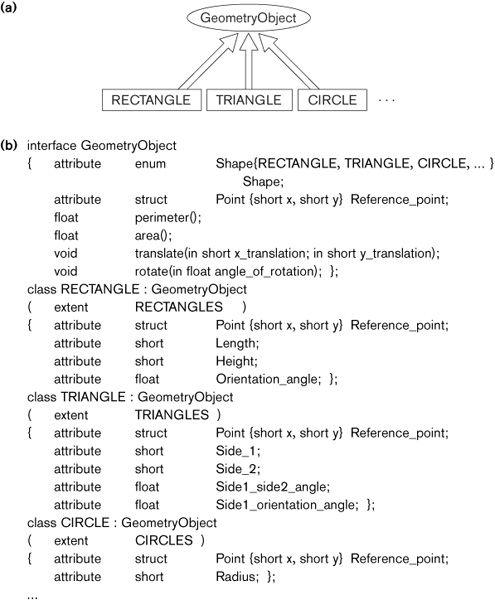 (a) GeometryObject
RECTANGLE TRIANGLE CIRCLE ...
(b) interface GeometryObject
{ attribute enum Shape{RECTANGLE, TRIANGLE, CIRCLE, ... }
Shape;
attribute struct Point {short x, short y} Reference_point;
float perimeter();
float area();
void translate(in short x_translation; in short y_translation);
void rotate(in float angle_of_rotation); };
class RECTANGLE : GeometryObject
( extent RECTANGLES )
{ attribute struct Point {short x, short y} Reference_point;
attribute short Length;
attribute short Height;
attribute float Orientation_angle; };
class TRIANGLE : GeometryObject
( extent TRIANGLES )
{ attribute struct Point {short x, short y} Reference_point;
attribute short Side_1;
attribute short Side_2;
attribute float Side1_side2_angle;
attribute float Side1_orientation_angle; };
class CIRCLE : GeometryObject
( extent CIRCLES )
{ attribute struct Point {short x, short y} Reference_point;
attribute short Radius; };
...